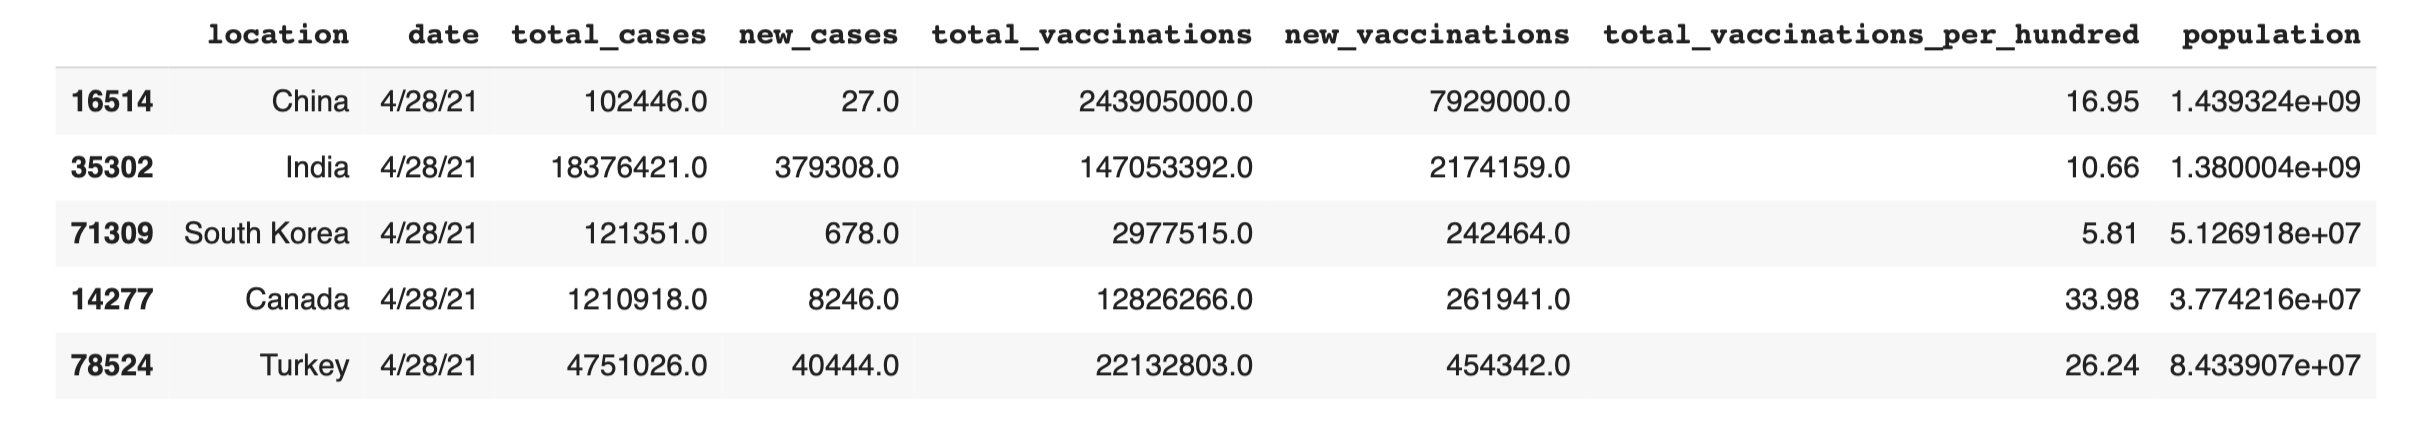 location date total_cases new_cases total_vaccinations new_vaccinations total_vaccinations_per_hundred population
16514 China 4/28/21 102446.0 27.0 243905000.0 7929000.0 16.95 1.439324e+09
35302 India 4/28/21 18376421.0 379308.0 147053392.0 2174159.0 10.66 1.380004e+09
71309 South Korea 4/28/21 121351.0 678.0 2977515.0 242464.0 5.81 5.126918e+07
14277 Canada 4/28/21 1210918.0 8246.0 12826266.0 261941.0 33.98 3.774216e+07
78524 Turkey 4/28/21 4751026.0 40444.0 22132803.0 454342.0 26.24 8.433907e+07